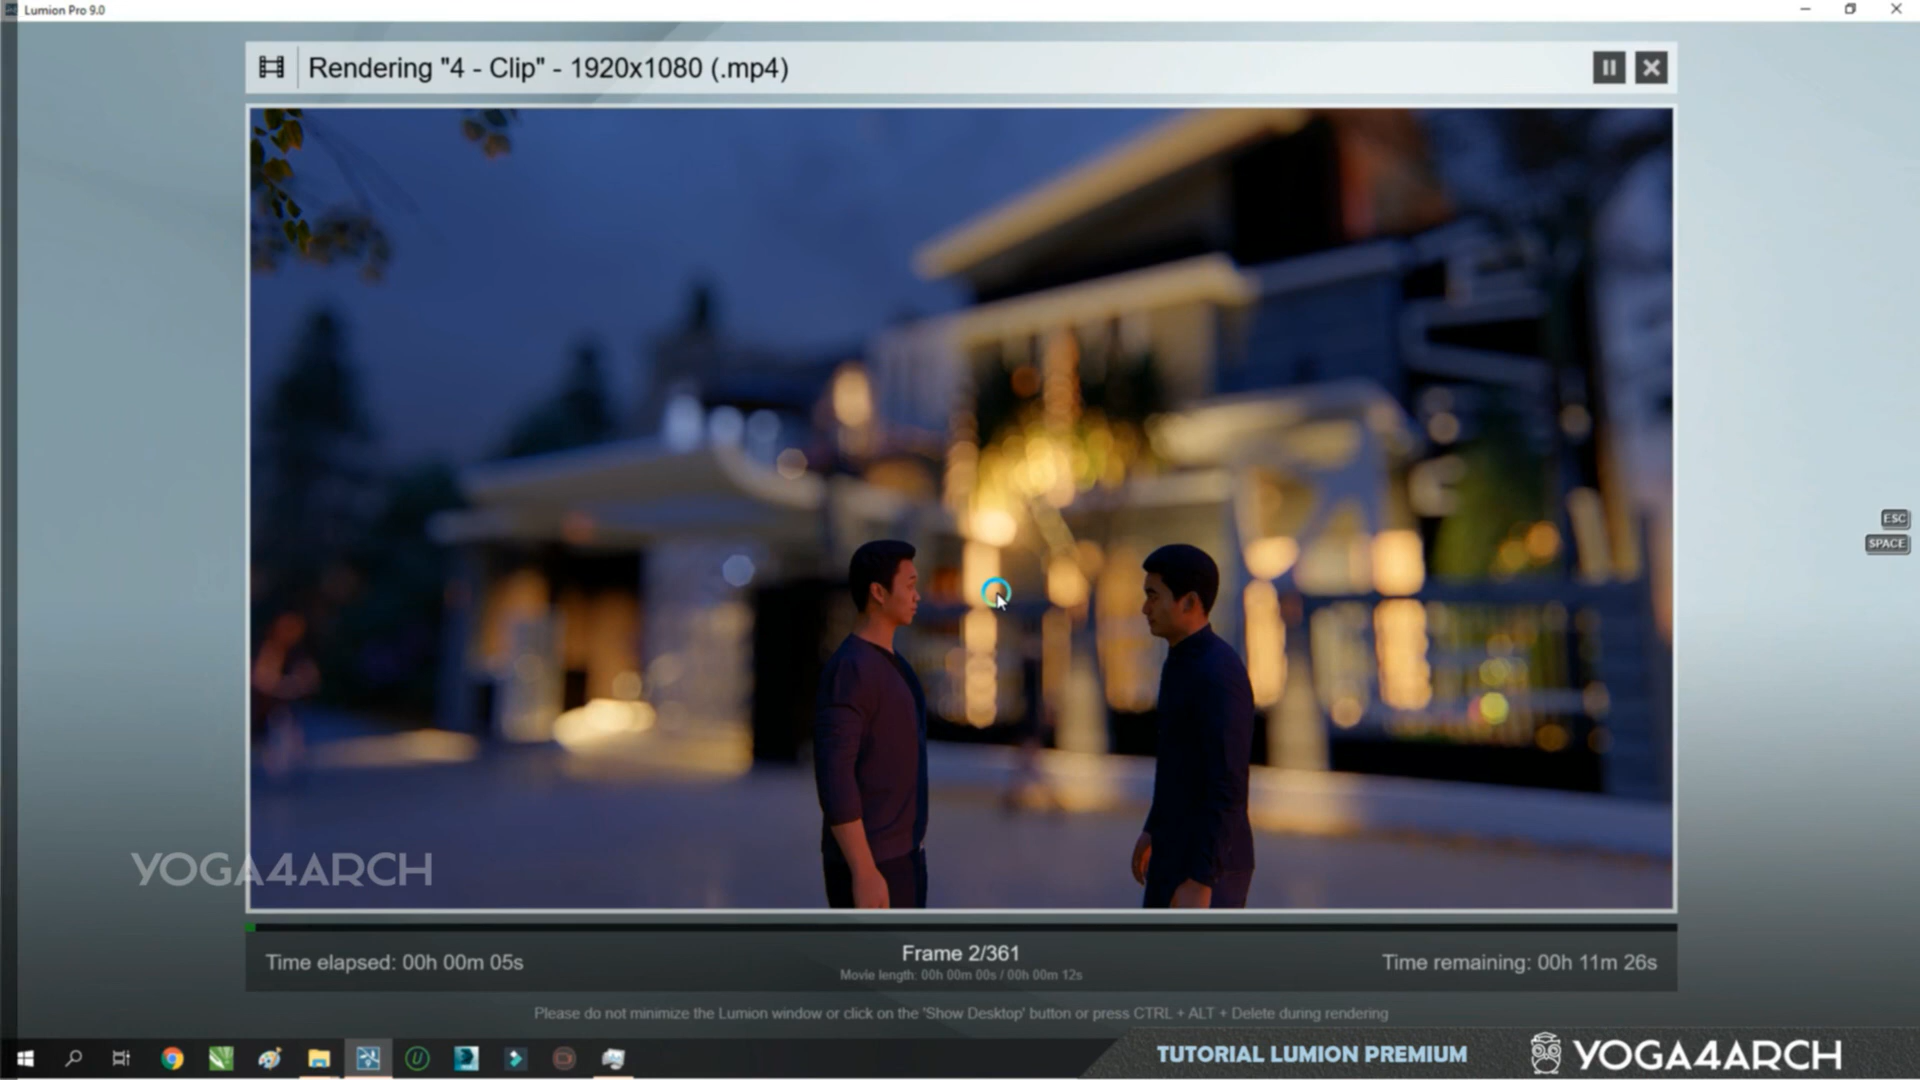 Lumion Pro 9.0
Rendering "4 - Clip" - 1920x1080 (.mp4)
ESC
SPACE
YOGA4ARCH
Time elapsed: 00h 00m 05s
Frame 2/361
Movie length: 00h 00m 00s / 00h 00m 12s
Time remaining: 00h 11m 26s
Please do not minimize the Lumion window or click on the 'Show Desktop' button or press CTRL + ALT + Delete during rendering
TUTORIAL LUMION PREMIUM
YOGA4ARCH